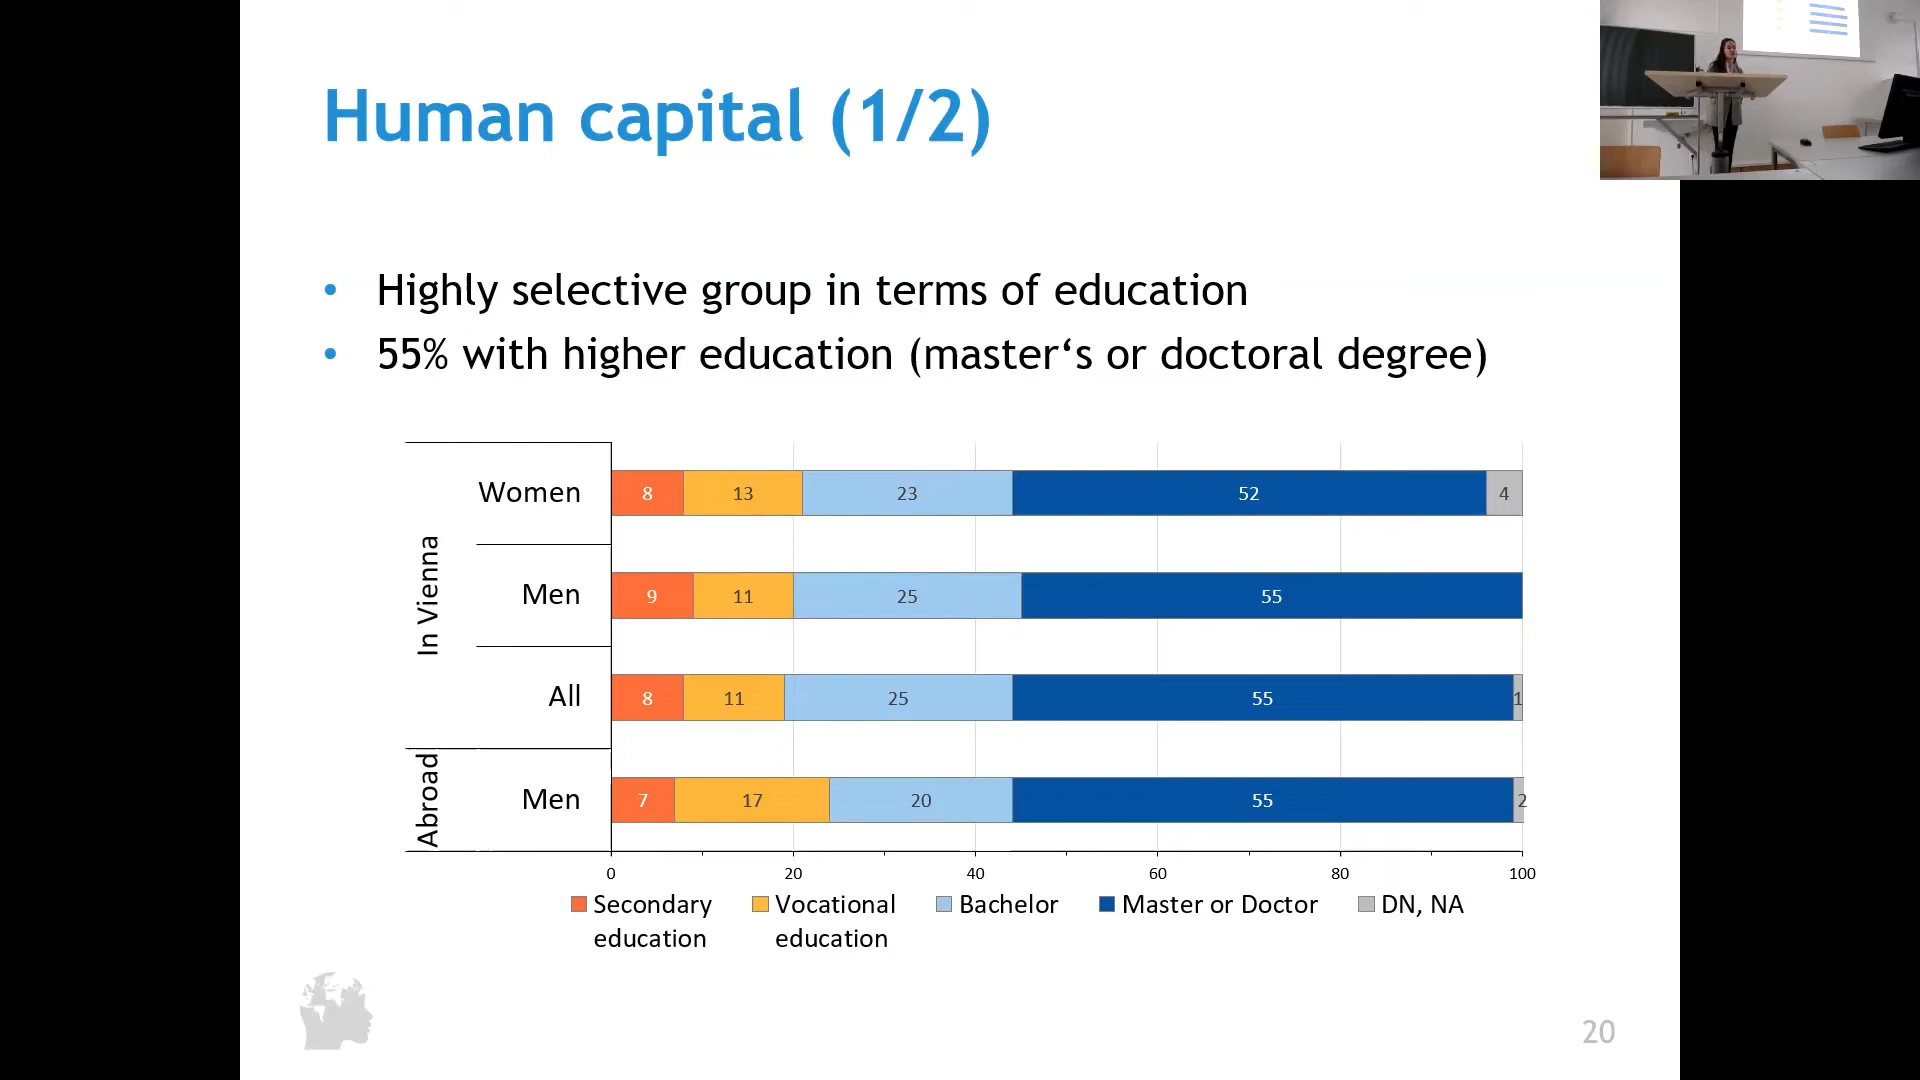 Human capital (1/2)
• Highly selective group in terms of education
• 55% with higher education (master‘s or doctoral degree)
In Vienna
Women
8 13 23 52 4
Men
9 11 25 55
All
8 11 25 55 1
Abroad
Men
7 17 20 55 2
0 20 40 60 80 100
Secondary education
Vocational education
Bachelor
Master or Doctor
DN, NA
20